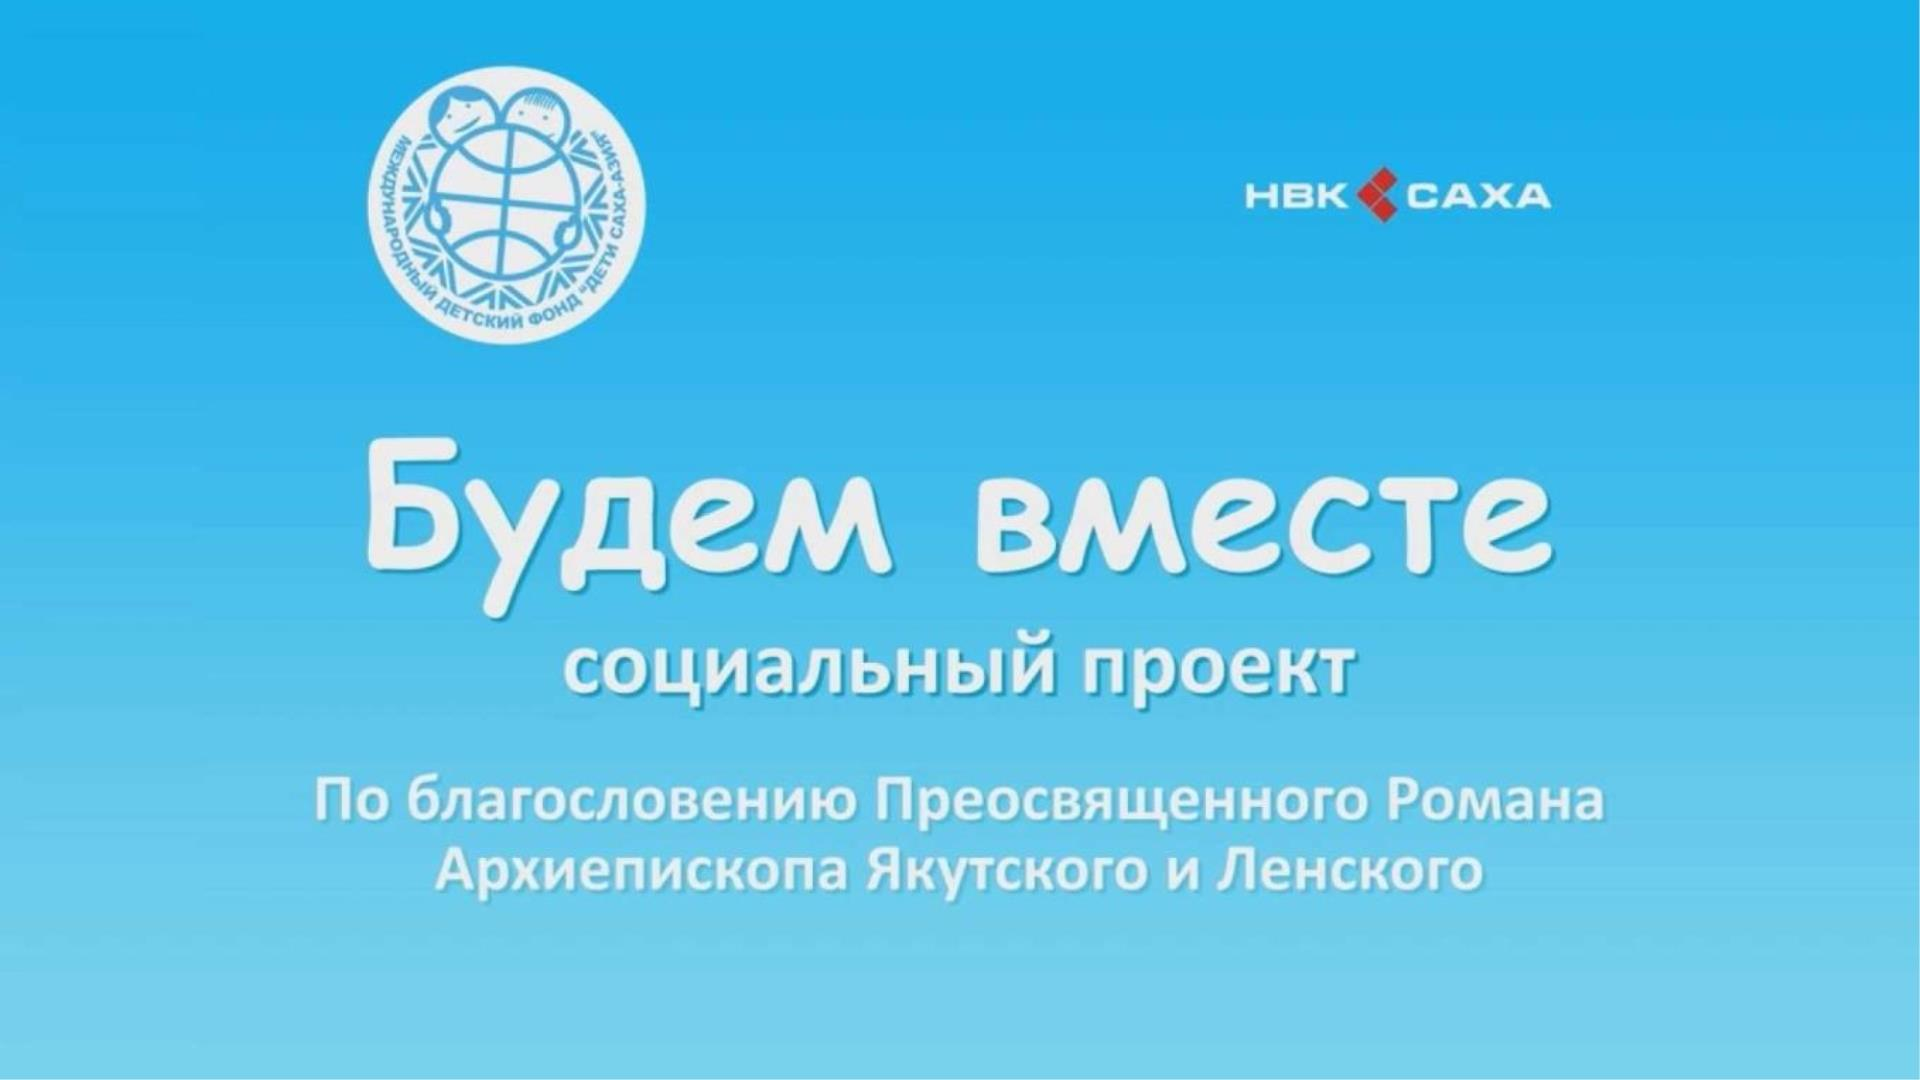 МЕЖДУНАРОДНЫЙ ДЕТСКИЙ ФОНД "ДЕТИ САХА-АЗИЯ"
НВК САХА
Будем вместе
социальный проект
По благословению Преосвященного Романа
Архиепископа Якутского и Ленского